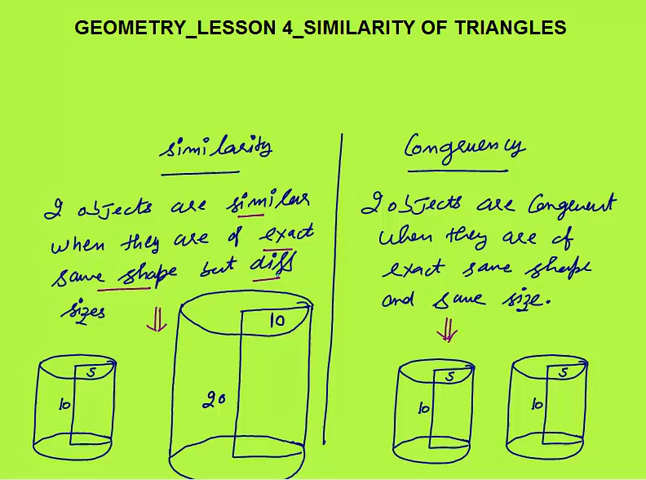 GEOMETRY_LESSON 4_SIMILARITY OF TRIANGLES
similarity
2 objects are similar
when they are of exact
same shape but diff
sizes
10
20
5
10
Congruency
2 objects are Congruent
when they are of
exact same shape
and same size.
5
10
5
10